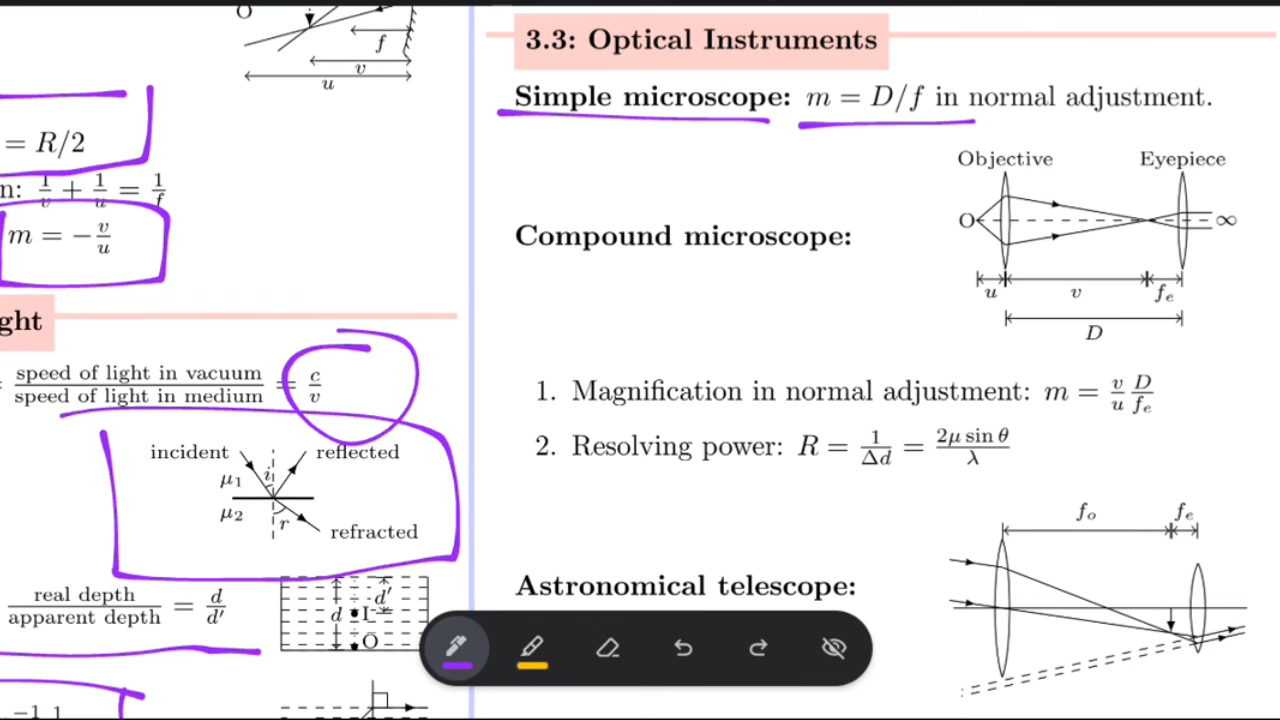 O
f
v
u
= R/2
n: 1/v + 1/u = 1/f
m = −v/u
ght
speed of light in vacuum / speed of light in medium = c/v
incident
reflected
μ1
i
μ2
r
refracted
real depth / apparent depth = d/d′
d
d′
I
O
−1 1
3.3: Optical Instruments
Simple microscope: m = D/f in normal adjustment.
Objective Eyepiece
O
∞
Compound microscope:
u
v
fe
D
1. Magnification in normal adjustment: m = v/u D/fe
2. Resolving power: R = 1/Δd = 2μ sin θ/λ
fo
fe
Astronomical telescope: